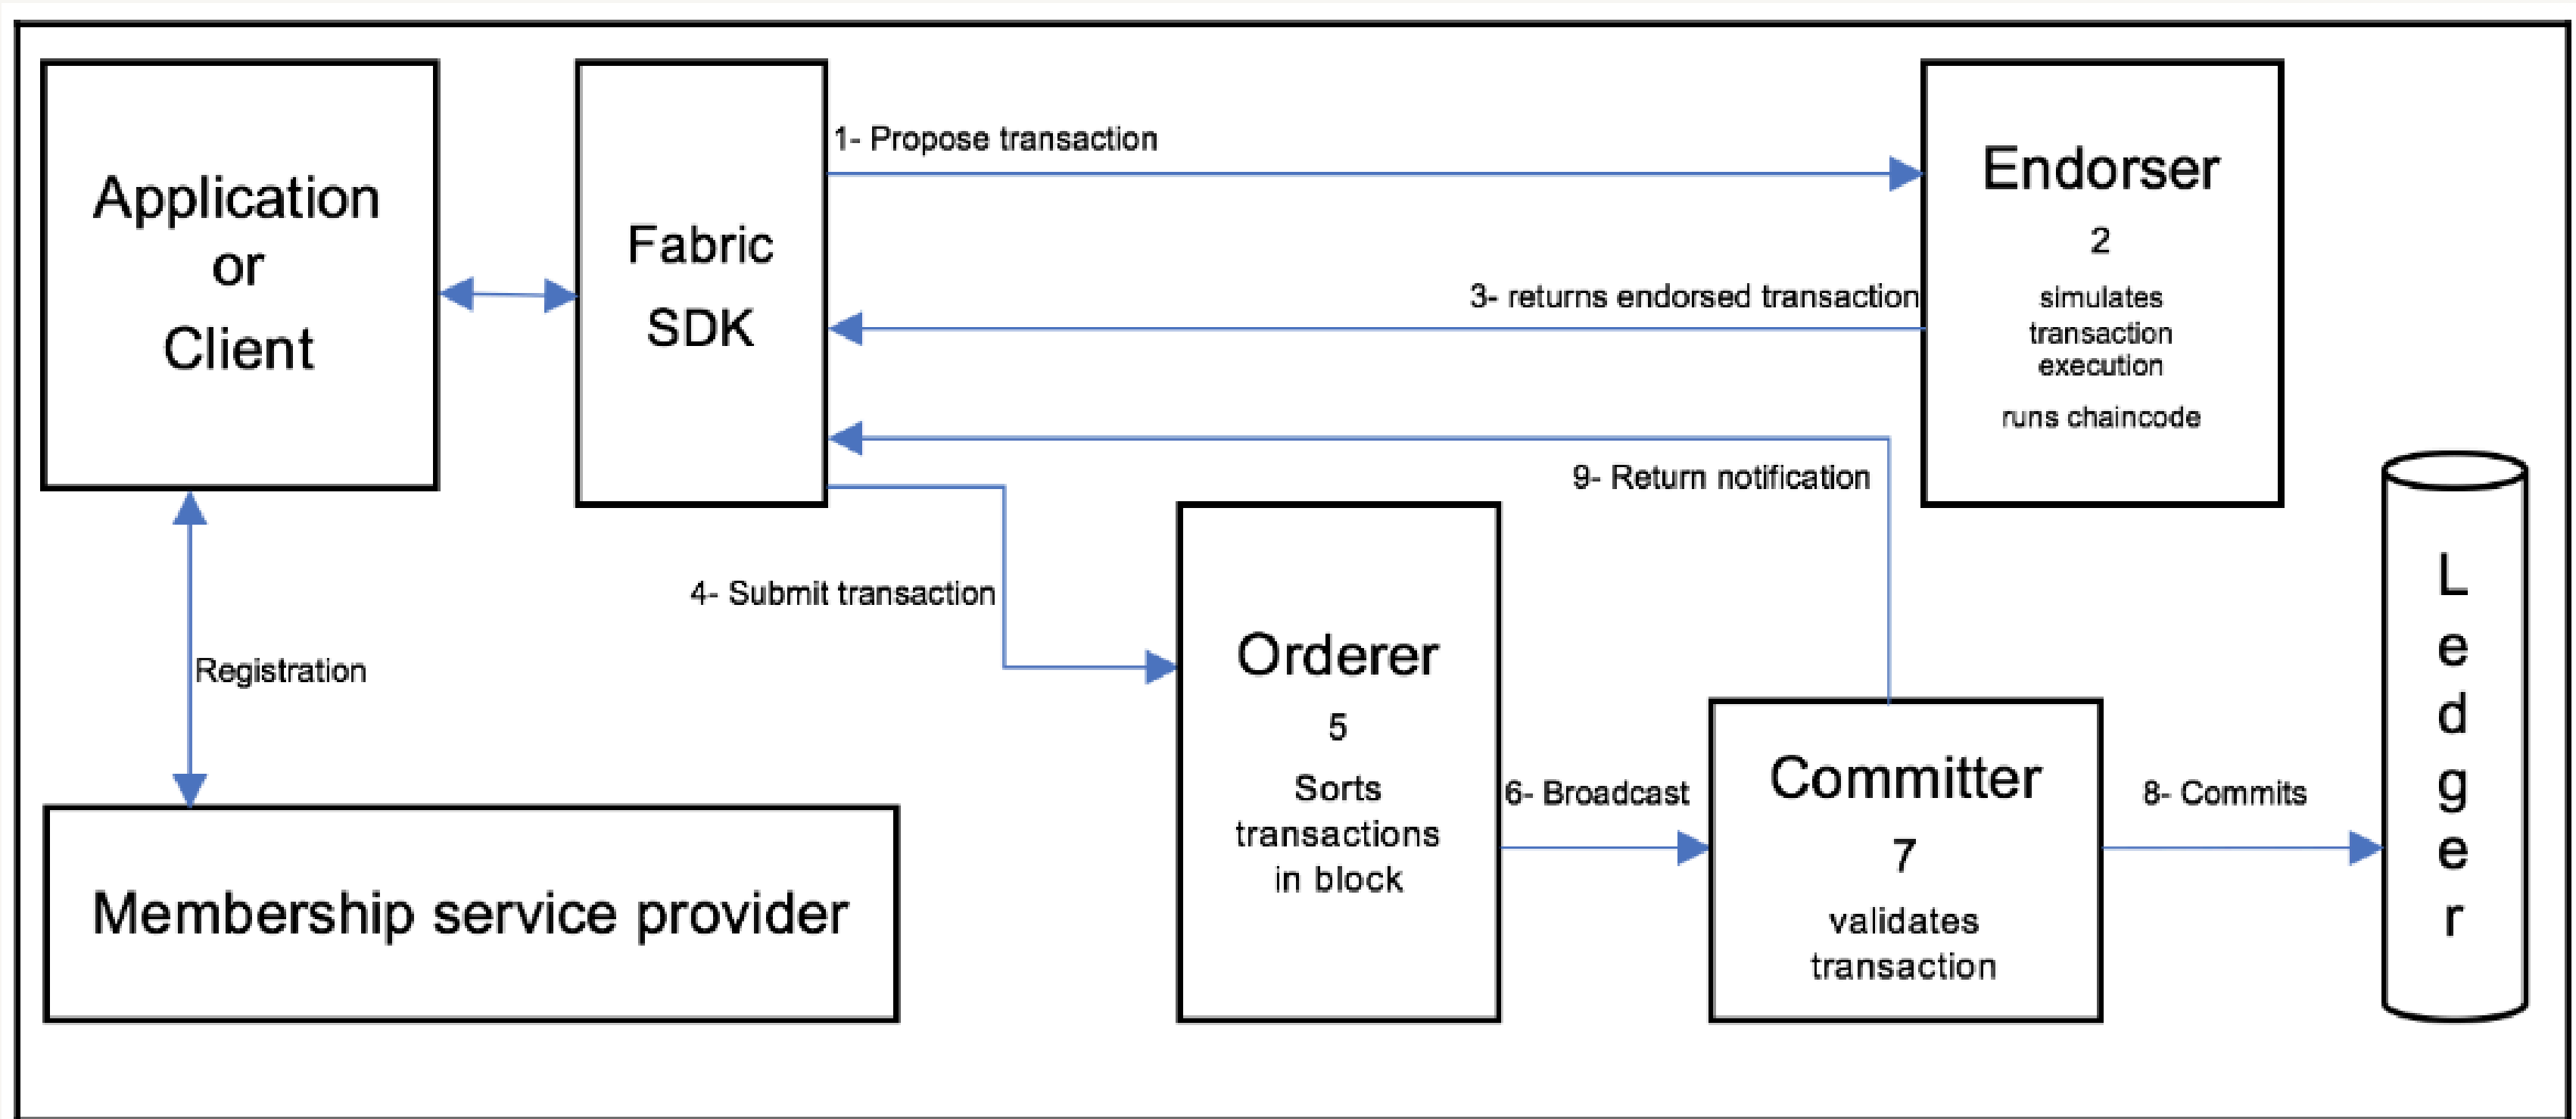 Application
or
Client
Fabric
SDK
1- Propose transaction
Endorser
2
simulates
transaction
execution
runs chaincode
3- returns endorsed transaction
9- Return notification
4- Submit transaction
Registration
Orderer
5
Sorts
transactions
in block
6- Broadcast
Committer
7
validates
transaction
8- Commits
Ledger
Membership service provider